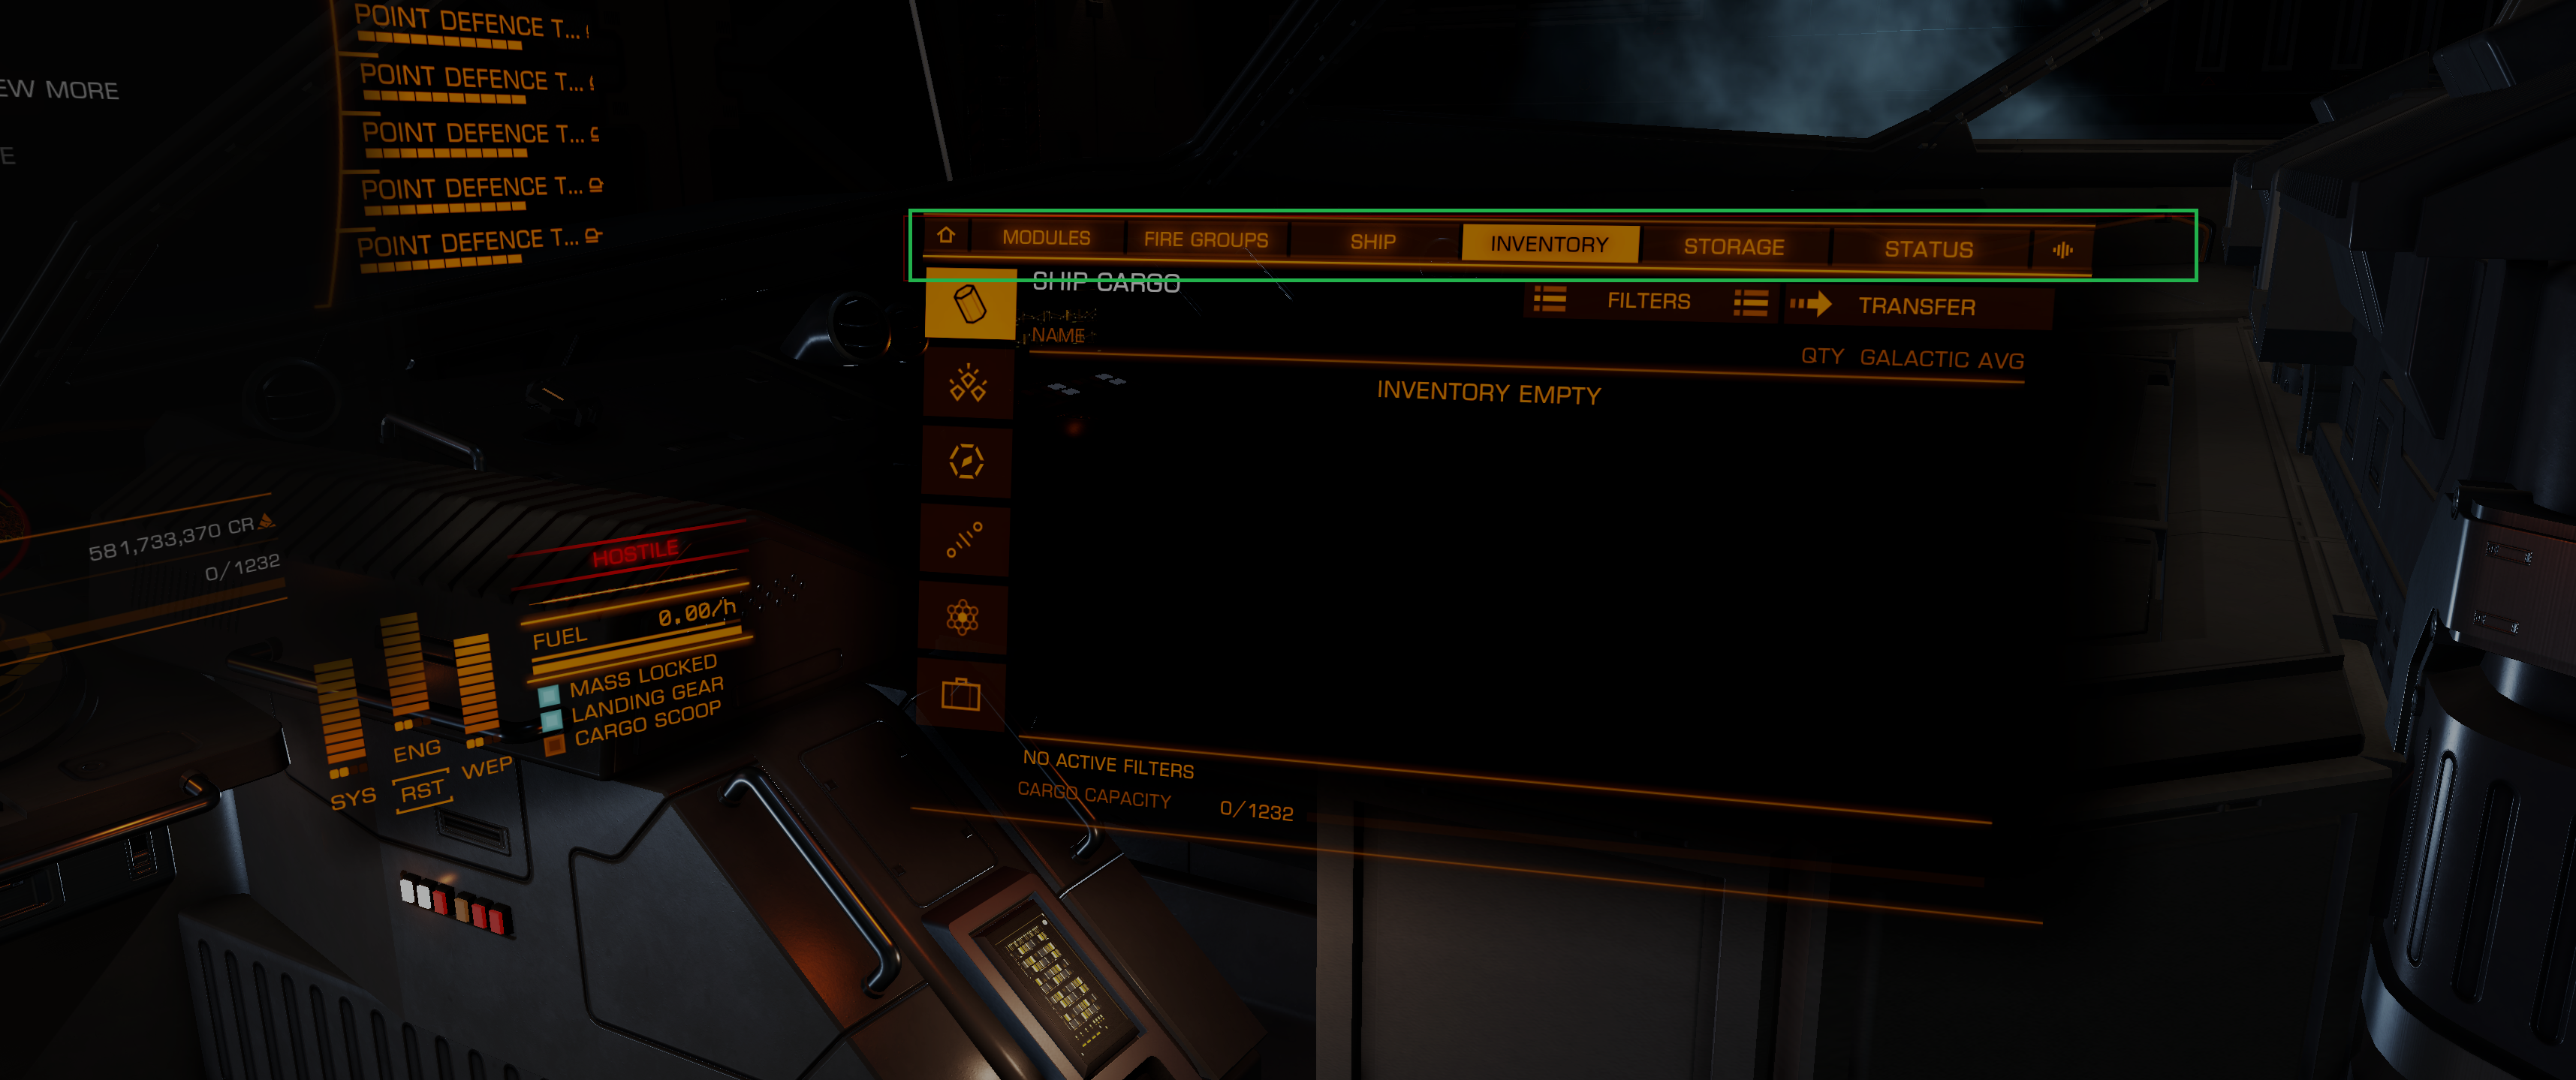 POINT DEFENCE T...
POINT DEFENCE T...
POINT DEFENCE T...
POINT DEFENCE T...
POINT DEFENCE T...
MORE
MODULES
FIRE GROUPS
SHIP
INVENTORY
STORAGE
STATUS
SHIP CARGO
FILTERS
TRANSFER
NAME
QTY GALACTIC AVG
INVENTORY EMPTY
581,733,370 CR
0/1232
HOSTILE
FUEL 0.00/h
MASS LOCKED
LANDING GEAR
CARGO SCOOP
SYS
ENG
WEP
RST
NO ACTIVE FILTERS
CARGO CAPACITY 0/1232